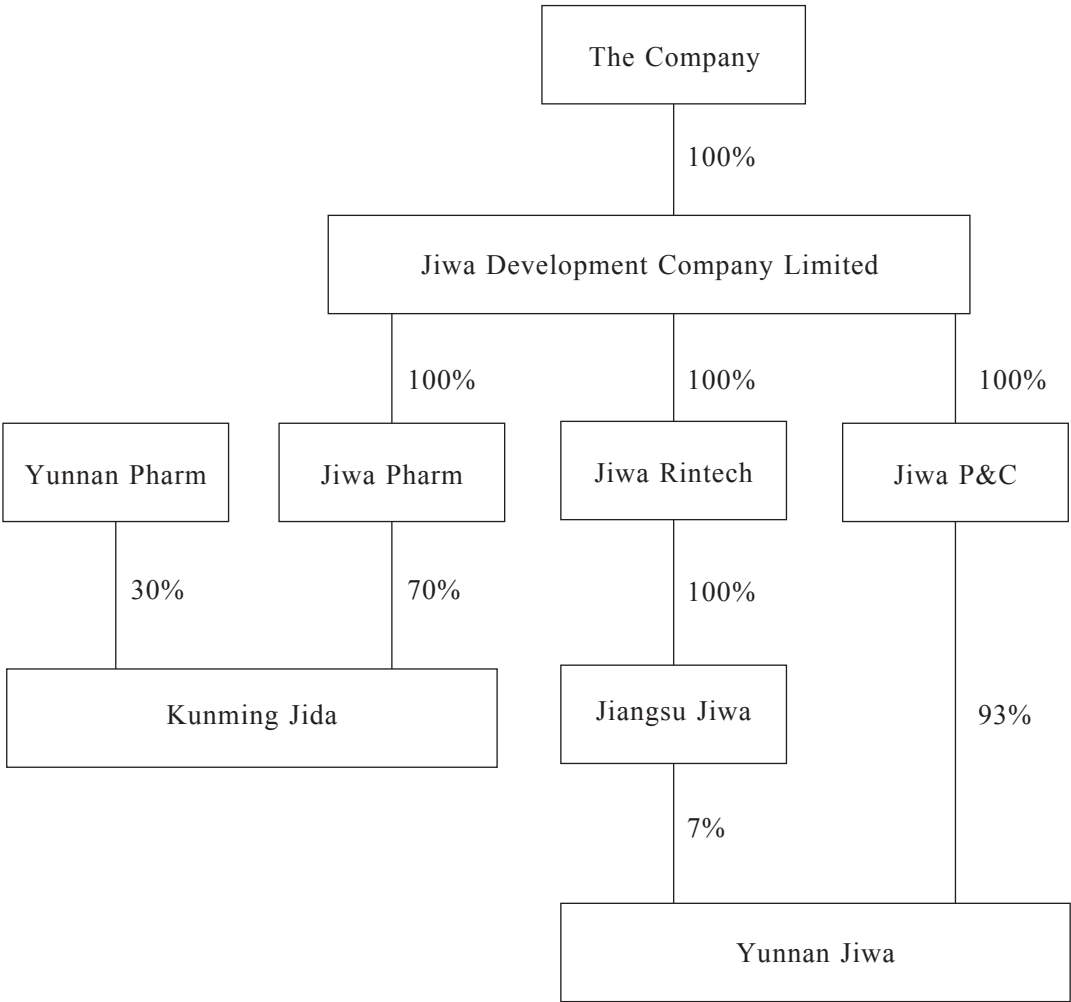 The Company
100%
Jiwa Development Company Limited
100%
100%
100%
Yunnan Pharm
Jiwa Pharm
Jiwa Rintech
Jiwa P&C
30%
70%
100%
Kunming Jida
Jiangsu Jiwa
93%
7%
Yunnan Jiwa